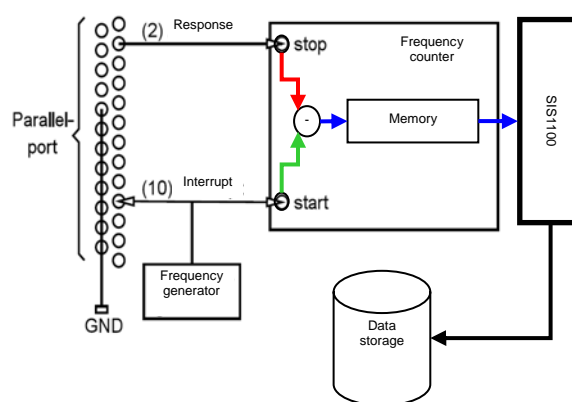 (2)
Response
stop
Frequency
counter
Parallel-
port
-
Memory
SIS1100
(10)
Interrupt
start
Frequency
generator
GND
Data
storage